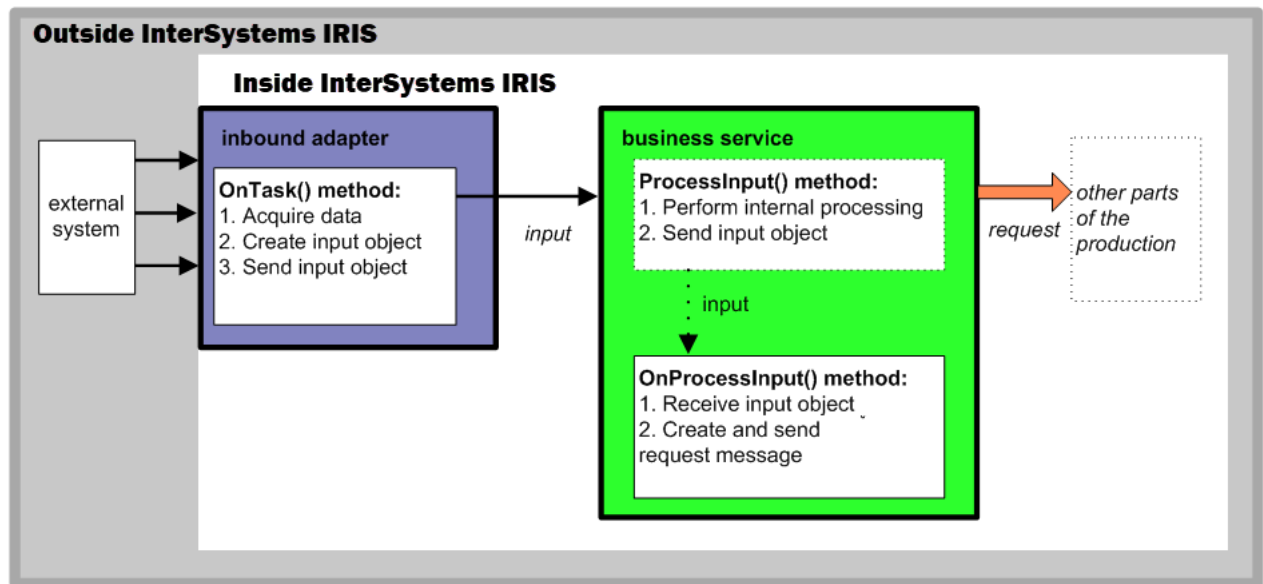 Outside InterSystems IRIS
Inside InterSystems IRIS
external
system
inbound adapter
OnTask() method:
1. Acquire data
2. Create input object
3. Send input object
input
business service
ProcessInput() method:
1. Perform internal processing
2. Send input object
input
OnProcessInput() method:
1. Receive input object
2. Create and send
request message
request
other parts
of the
production